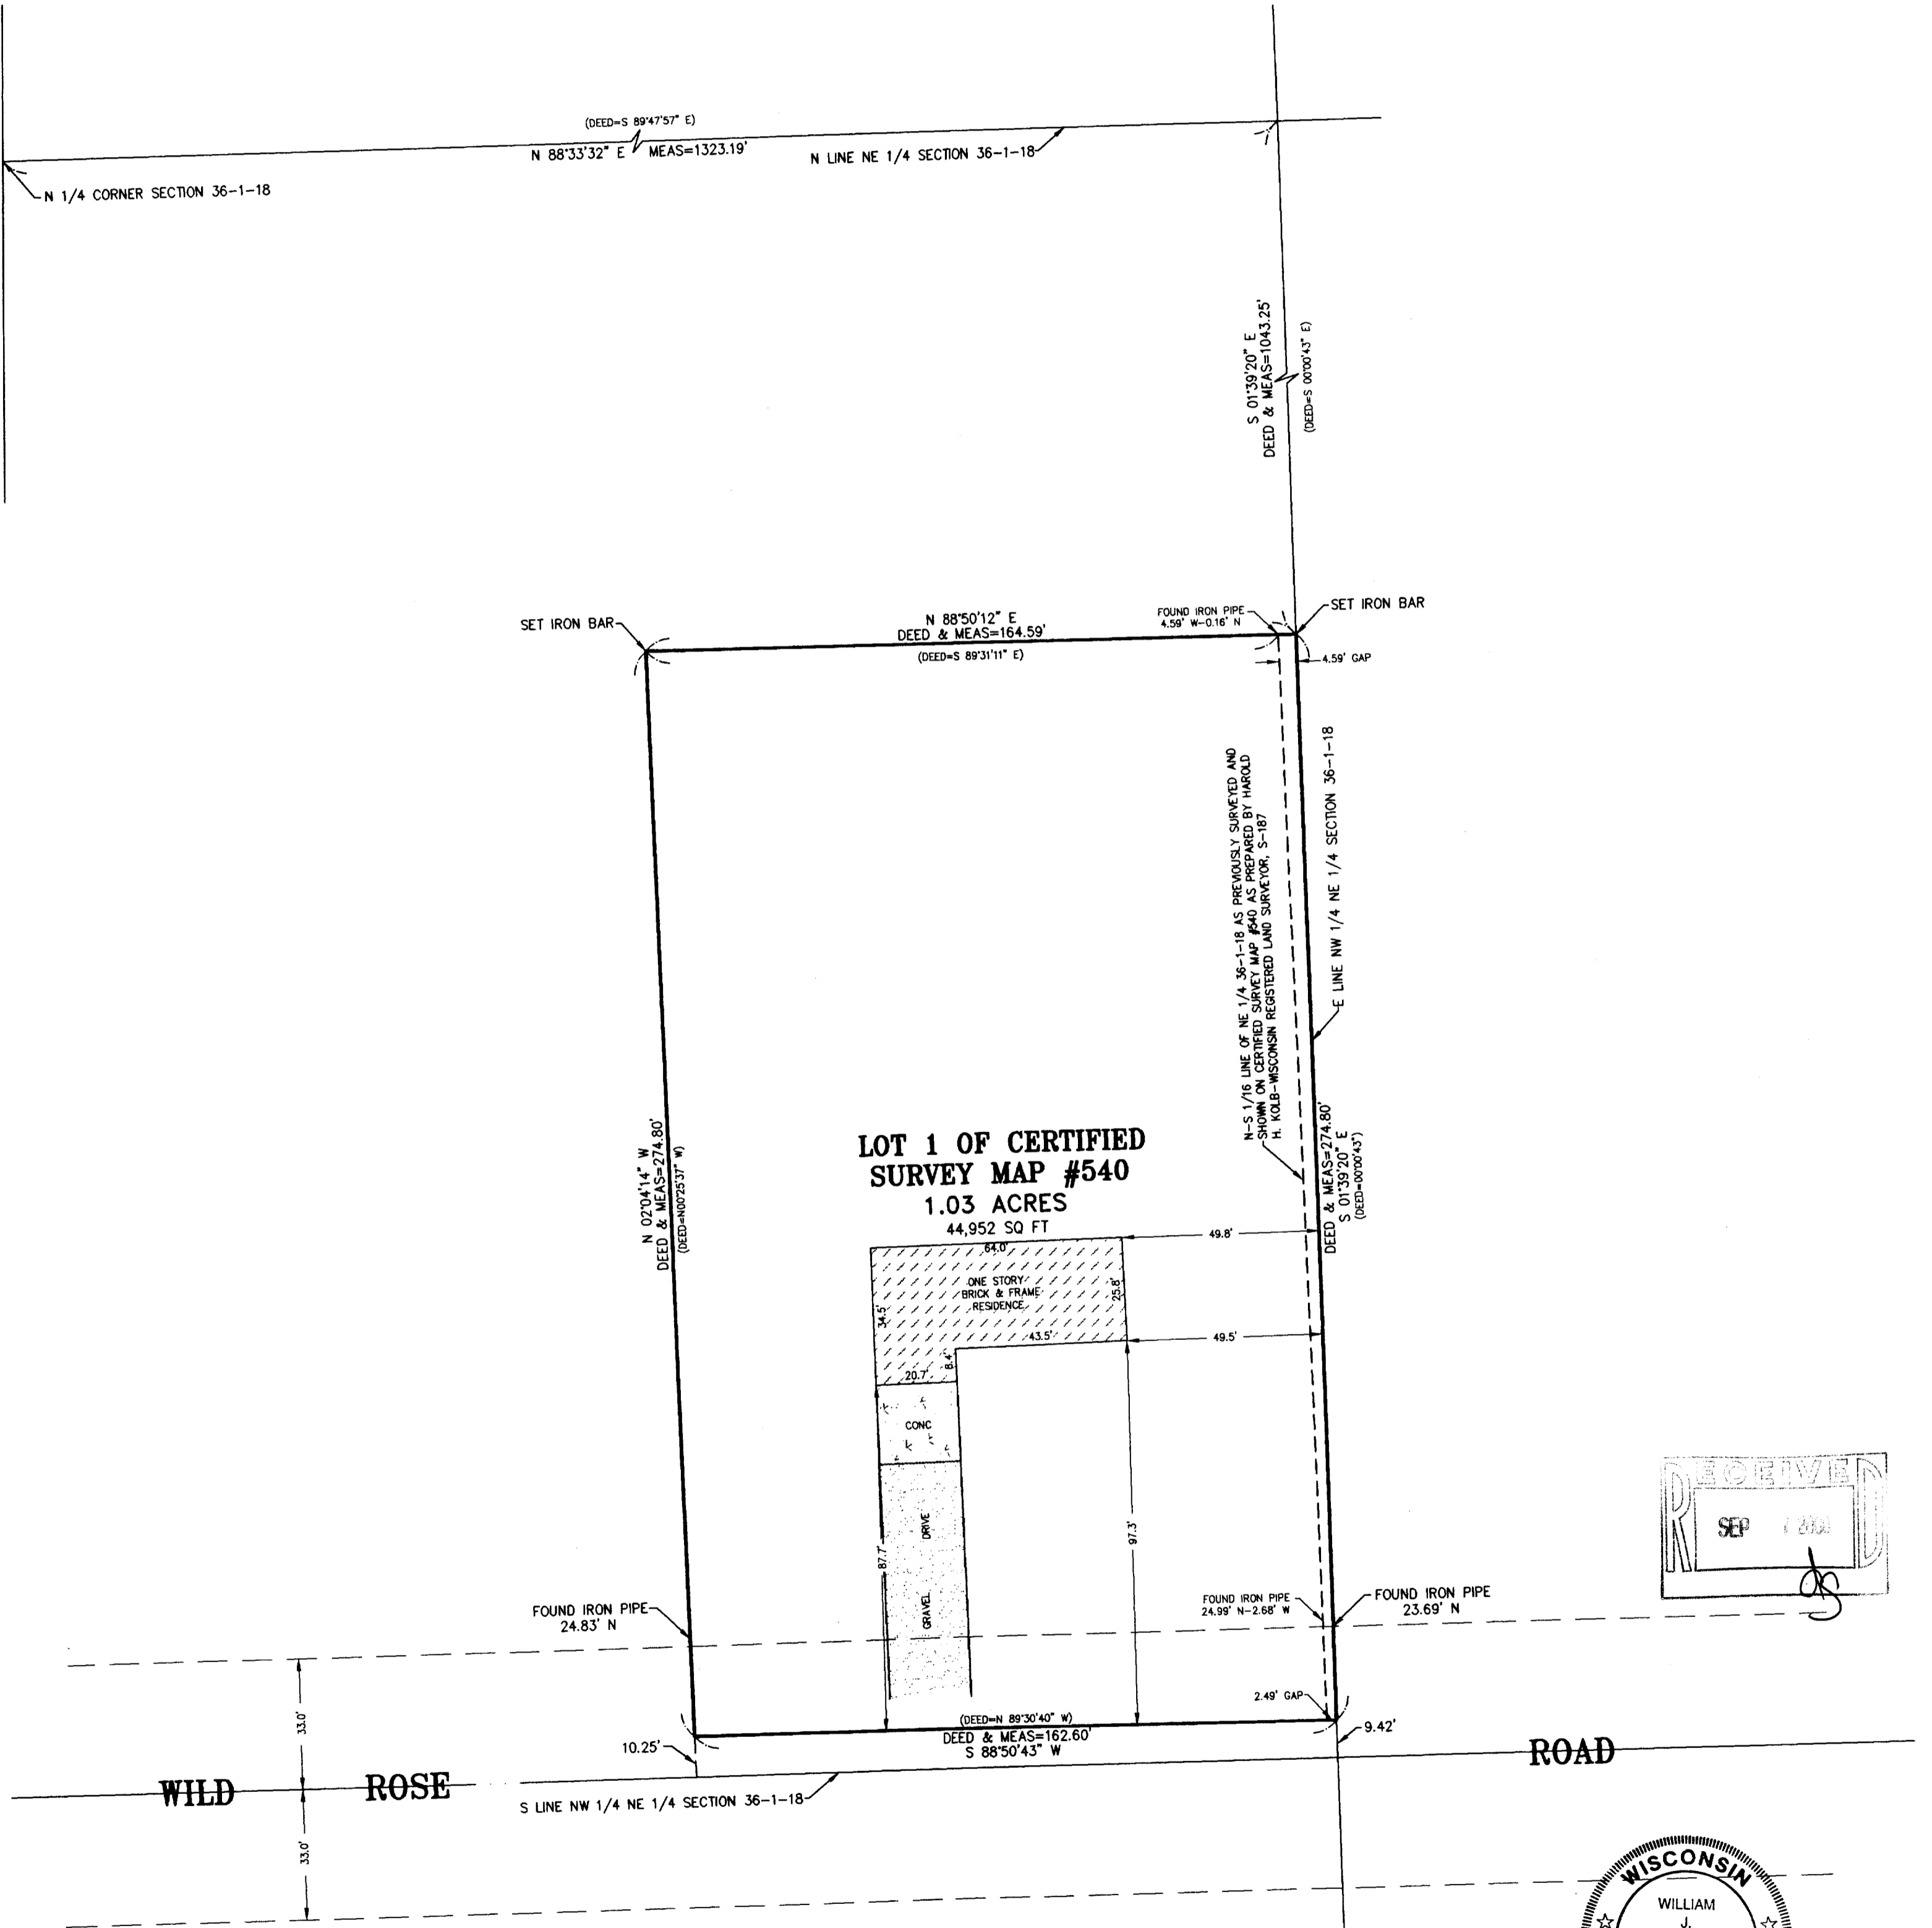 (DEED=S 89°47'57" E)
N 88°33'32" E MEAS=1323.19'
N LINE NE 1/4 SECTION 36-1-18
N 1/4 CORNER SECTION 36-1-18
S 01°39'20" E
DEED & MEAS=1043.25'
(DEED=S 00°00'43" E)
SET IRON BAR
N 88°50'12" E
DEED & MEAS=164.59'
(DEED=S 89°31'11" E)
FOUND IRON PIPE
4.59' W-0.16' N
SET IRON BAR
4.59' GAP
N-S 1/16 LINE OF NE 1/4 36-1-18 AS PREVIOUSLY SURVEYED AND
SHOWN ON CERTIFIED SURVEY MAP #540 AS PREPARED BY HAROLD
H. KOLB-WISCONSIN REGISTERED LAND SURVEYOR, S-187
E LINE NW 1/4 NE 1/4 SECTION 36-1-18
N 02°04'14" W
DEED & MEAS=274.80'
(DEED=N00°25'37" W)
LOT 1 OF CERTIFIED
SURVEY MAP #540
1.03 ACRES
44,952 SQ FT
DEED & MEAS=274.80'
S 01°39'20" E
(DEED=00°00'43")
64.0'
49.8'
ONE STORY
BRICK & FRAME
RESIDENCE
34.5'
25.8'
43.5'
49.5'
8.4'
20.7'
CONC
87.7'
GRAVEL DRIVE
97.3'
RECEIVED
SEP
FOUND IRON PIPE
24.83' N
FOUND IRON PIPE
24.99' N-2.68' W
FOUND IRON PIPE
23.69' N
33.0'
2.49' GAP
(DEED=N 89°30'40" W)
DEED & MEAS=162.60'
S 88°50'43" W
10.25'
9.42'
WILD ROSE ROAD
S LINE NW 1/4 NE 1/4 SECTION 36-1-18
33.0'
WISCONSIN
WILLIAM
J.